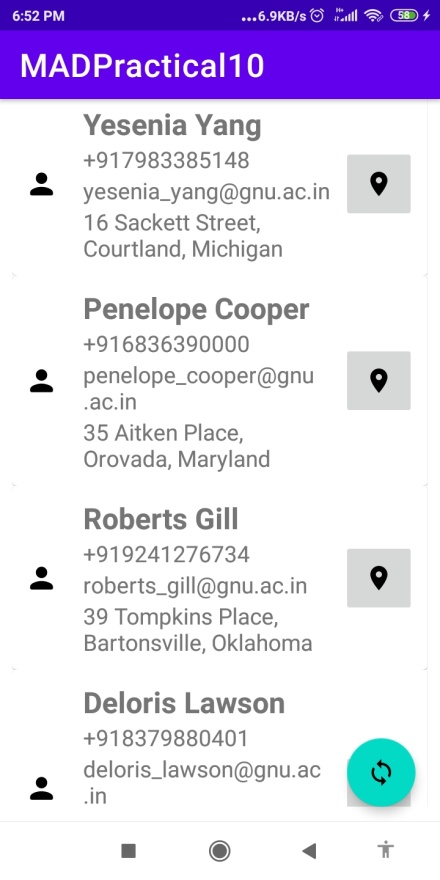 6:52 PM
...6.9KB/s
H+
58
MADPractical10
Yesenia Yang
+917983385148
yesenia_yang@gnu.ac.in
16 Sackett Street,
Courtland, Michigan
Penelope Cooper
+916836390000
penelope_cooper@gnu
.ac.in
35 Aitken Place,
Orovada, Maryland
Roberts Gill
+919241276734
roberts_gill@gnu.ac.in
39 Tompkins Place,
Bartonsville, Oklahoma
Deloris Lawson
+918379880401
deloris_lawson@gnu.ac
.in